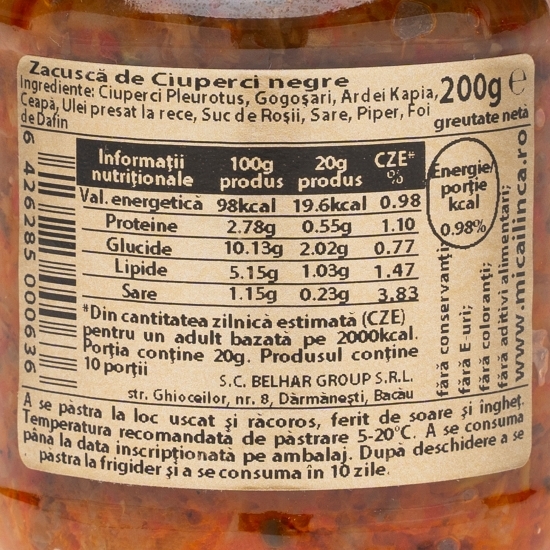 Zacuscă de Ciuperci negre
Ingrediente: Ciuperci Pleurotus, Gogoșari, Ardei Kapia,
Ceapă, Ulei presat la rece, Suc de Roșii, Sare, Piper, Foi
de Dafin
200g ℮
greutate netă
6 426285 000636
Informații nutriționale 100g produs 20g produs CZE* %
Val. energetică 98kcal 19.6kcal 0.98
Proteine 2.78g 0.55g 1.10
Glucide 10.13g 2.02g 0.77
Lipide 5.15g 1.03g 1.47
Sare 1.15g 0.23g 3.83
Energie/
porție
kcal
0.98%
*Din cantitatea zilnică estimată (CZE)
pentru un adult bazată pe 2000kcal.
Porția conține 20g. Produsul conține
10 porții
S.C. BELHAR GROUP S.R.L.
str. Ghioceilor, nr. 8, Dărmănești, Bacău
fără conservanți;
fără E-uri;
fără coloranți;
fără aditivi alimentari;
www.micailinca.ro
A se păstra la loc uscat și răcoros, ferit de soare și îngheț.
Temperatura recomandată de păstrare 5-20°C. A se consuma
până la data inscripționată pe ambalaj. După deschidere a se
păstra la frigider și a se consuma în 10 zile.